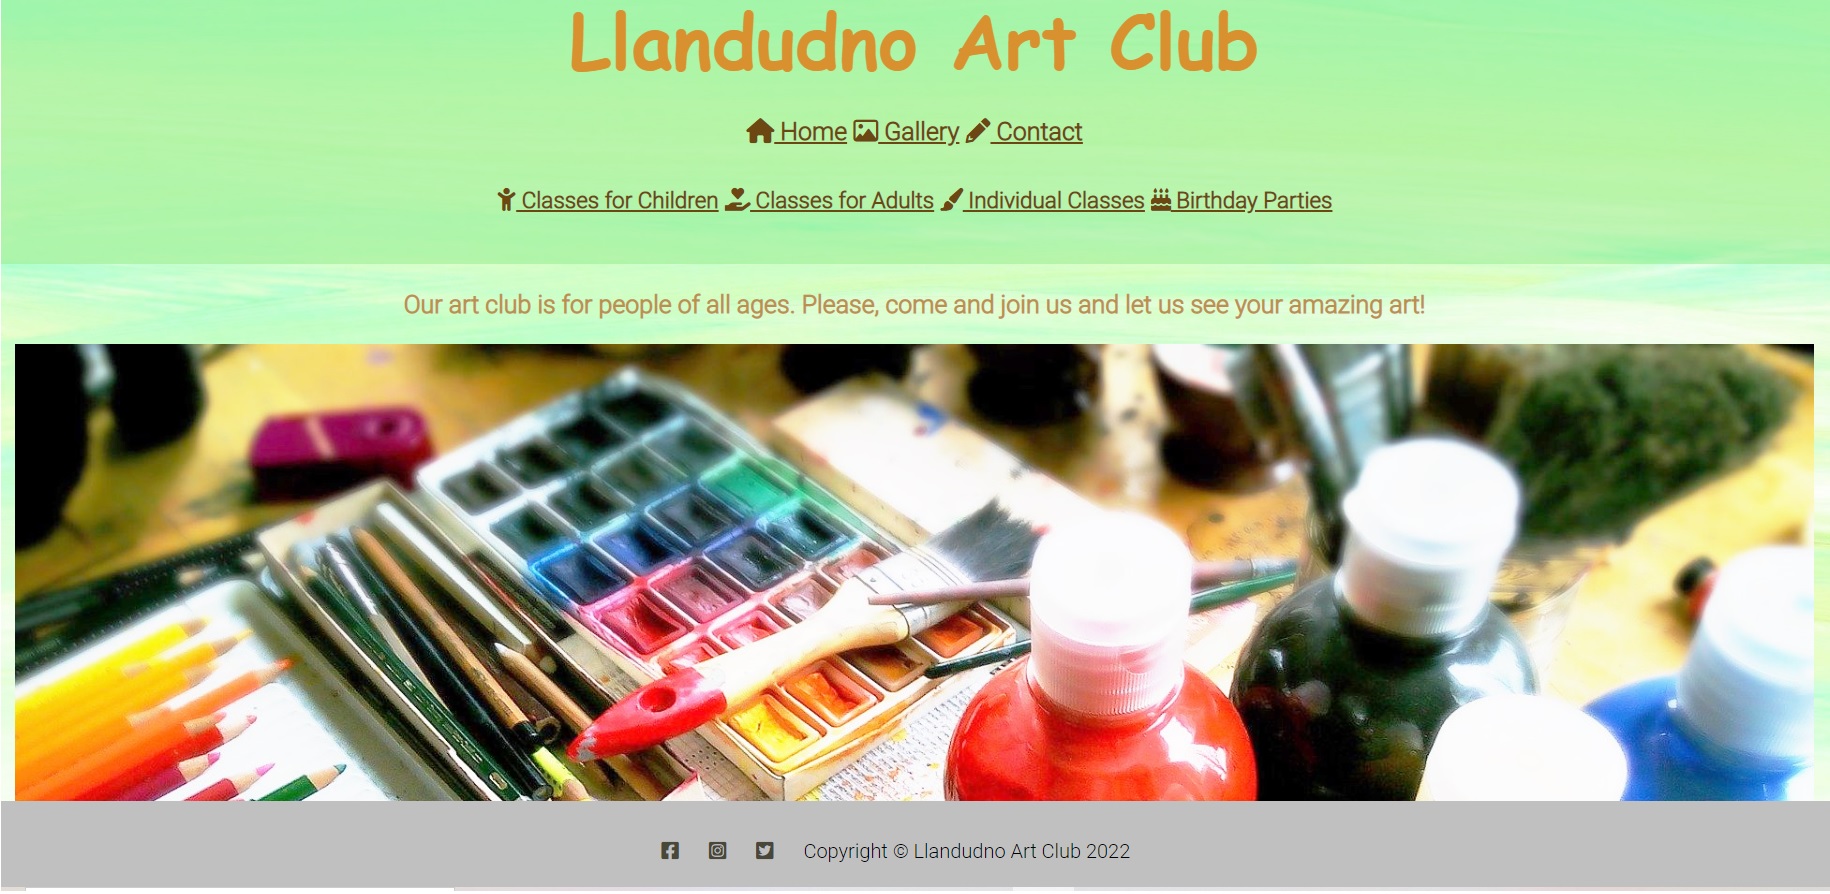 Llandudno Art Club
Home Gallery Contact
Classes for Children Classes for Adults Individual Classes Birthday Parties
Our art club is for people of all ages. Please, come and join us and let us see your amazing art!
Copyright © Llandudno Art Club 2022